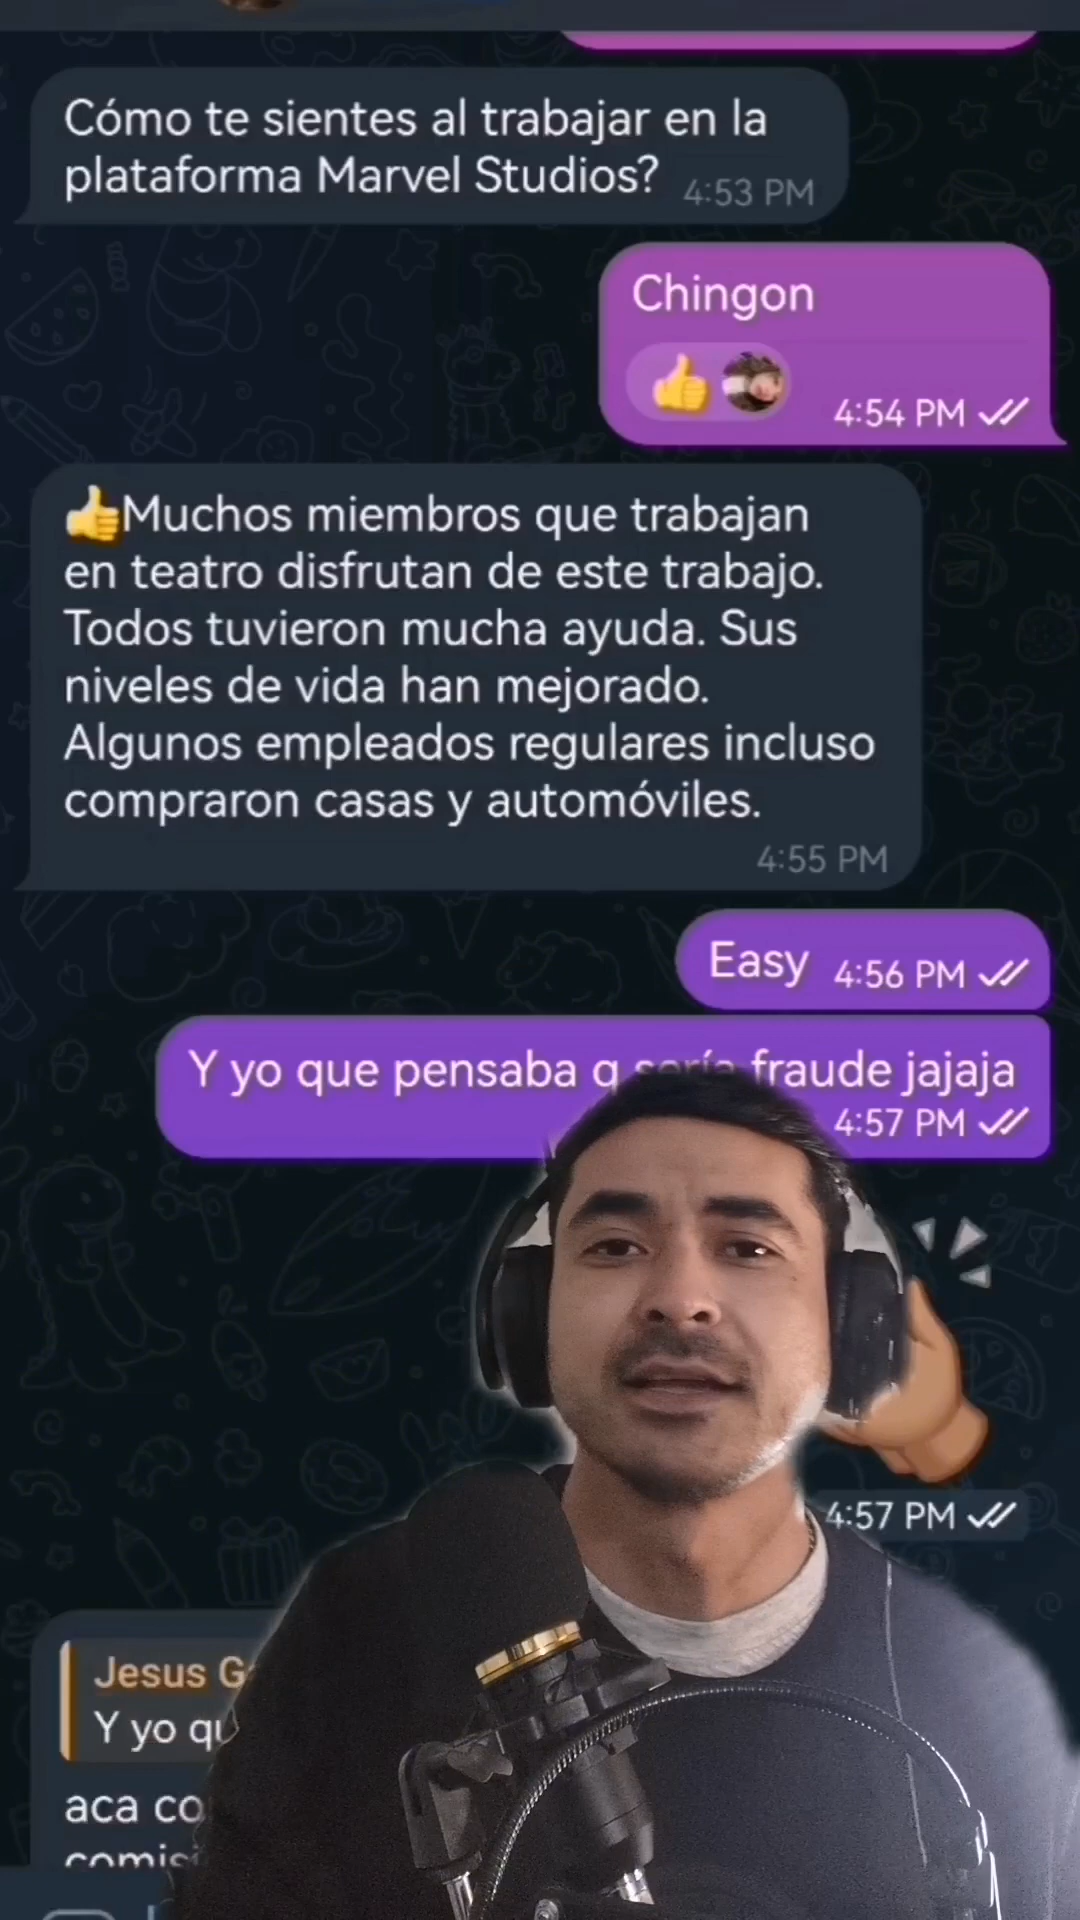 Cómo te sientes al trabajar en la
plataforma Marvel Studios?
4:53 PM
Chingon
4:54 PM
👍Muchos miembros que trabajan
en teatro disfrutan de este trabajo.
Todos tuvieron mucha ayuda. Sus
niveles de vida han mejorado.
Algunos empleados regulares incluso
compraron casas y automóviles.
4:55 PM
Easy 4:56 PM
Y yo que pensaba q sería fraude jajaja
4:57 PM
4:57 PM
Jesus
Y yo
aca